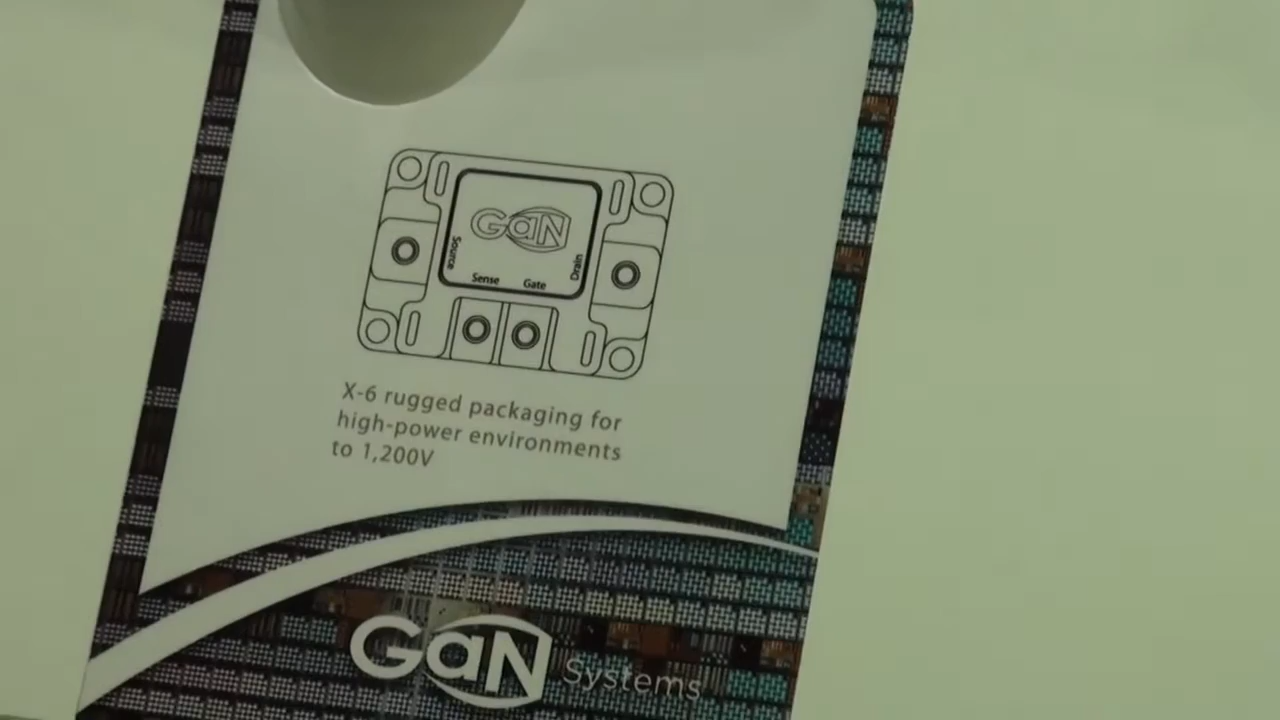 GaN
Source
Drain
Sense
Gate
X-6 rugged packaging for
high-power environments
to 1,200V
GaN Systems